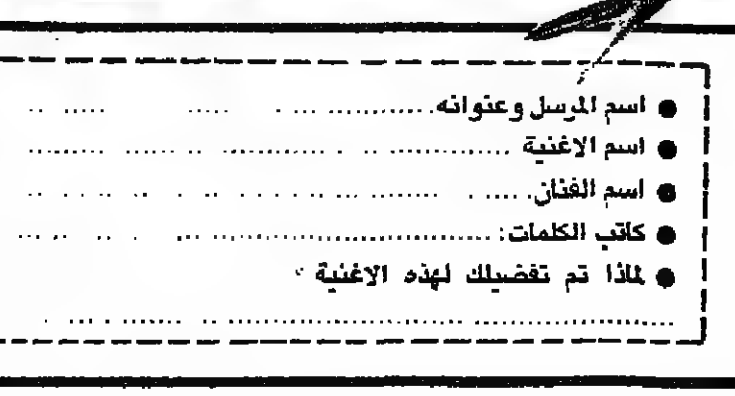 ● اسم المرسل وعنوانه..............................
● اسم الاغنية ..............................
● اسم الفنان..............................
● كاتب الكلمات: ..............................
● لماذا تم تفضيلك لهذه الاغنية ؟
..............................